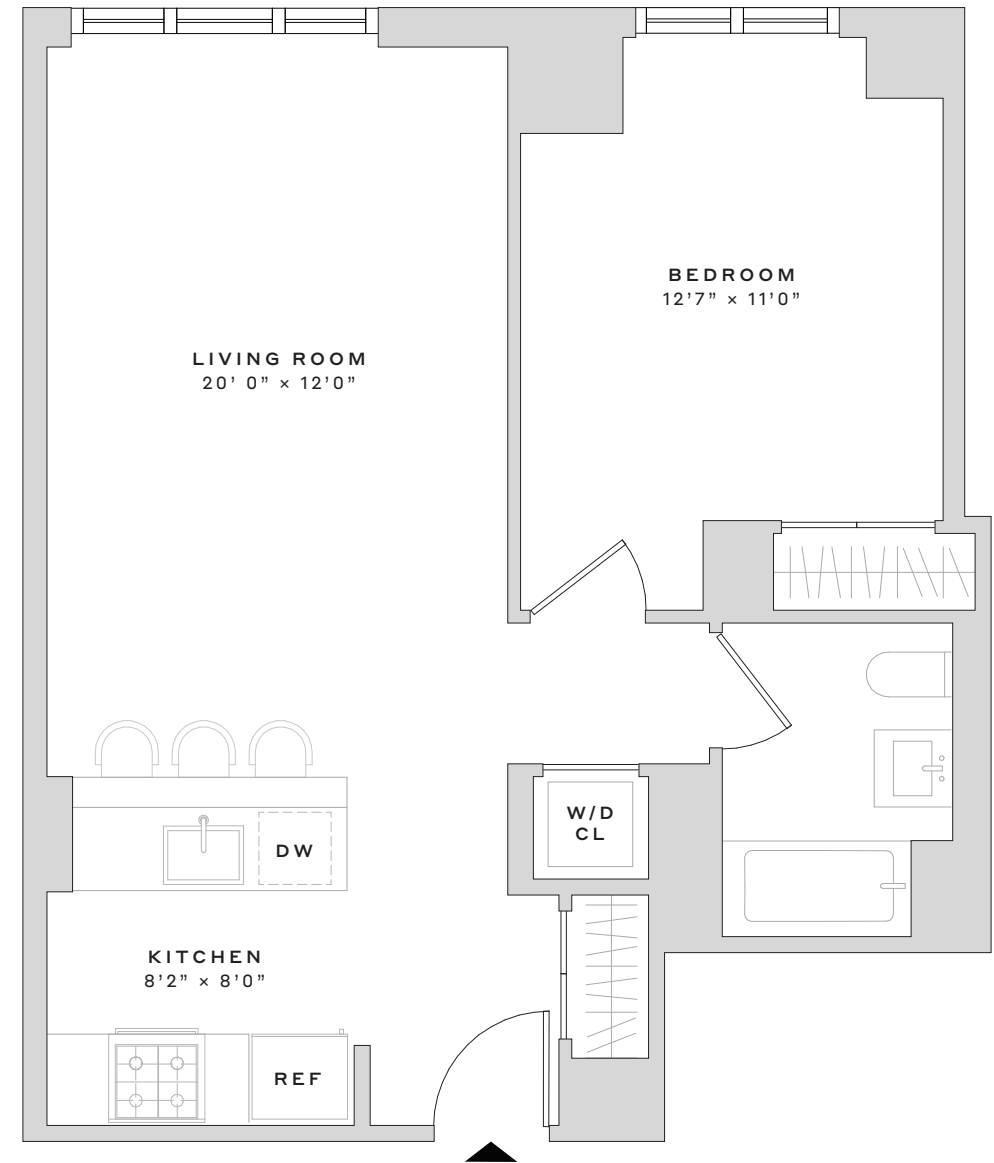 BEDROOM
12’7” × 11’0”
LIVING ROOM
20’ 0” × 12’0”
W/D
CL
DW
KITCHEN
8’2” × 8’0”
REF